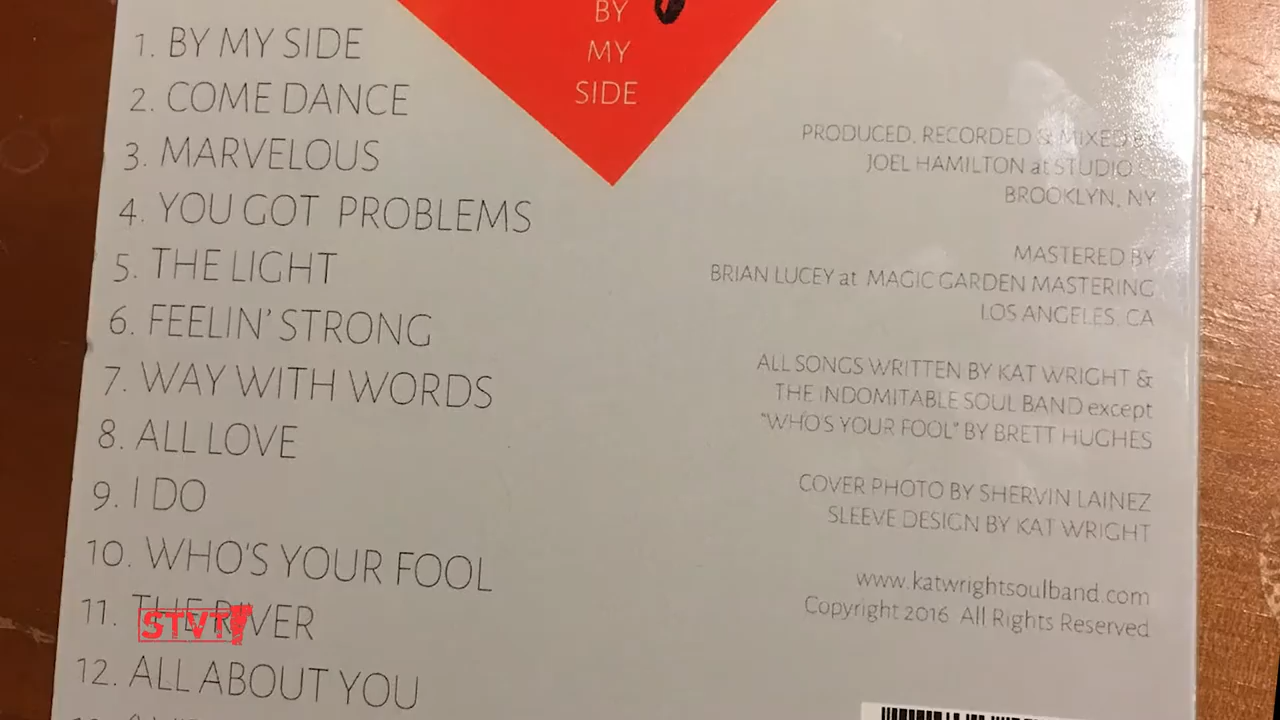 BY
MY
SIDE
1. BY MY SIDE
2. COME DANCE
3. MARVELOUS
4. YOU GOT PROBLEMS
5. THE LIGHT
6. FEELIN' STRONG
7. WAY WITH WORDS
8. ALL LOVE
9. I DO
10. WHO'S YOUR FOOL
11. THE RIVER
STVT
12. ALL ABOUT YOU
PRODUCED, RECORDED & MIXED
JOEL HAMILTON at STUDIO
BROOKLYN, NY
MASTERED BY
BRIAN LUCEY at MAGIC GARDEN MASTERING
LOS ANGELES, CA
ALL SONGS WRITTEN BY KAT WRIGHT &
THE INDOMITABLE SOUL BAND except
"WHO'S YOUR FOOL" BY BRETT HUGHES
COVER PHOTO BY SHERVIN LAINEZ
SLEEVE DESIGN BY KAT WRIGHT
www.katwrightsoulband.com
Copyright 2016 All Rights Reserved